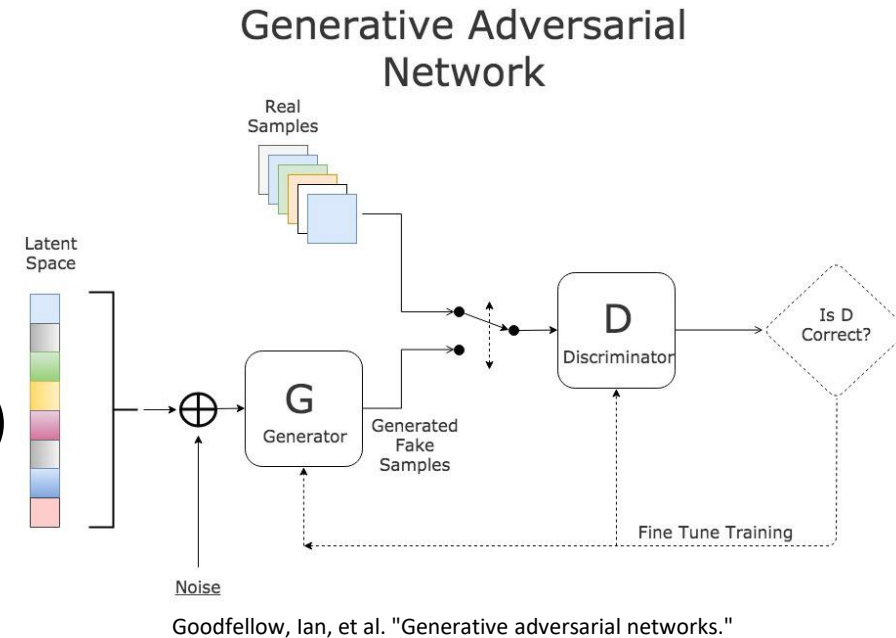 Generative Adversarial
Network
Real
Samples
Latent
Space
D
Discriminator
Is D
Correct?
G
Generator
Generated
Fake
Samples
Fine Tune Training
Noise
Goodfellow, Ian, et al. "Generative adversarial networks."